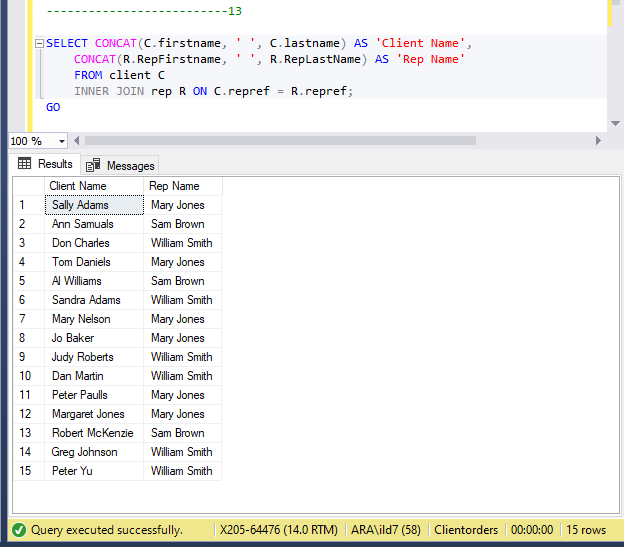 --------------------------13
SELECT CONCAT(C.firstname, ' ', C.lastname) AS 'Client Name',
CONCAT(R.RepFirstname, ' ', R.RepLastName) AS 'Rep Name'
FROM client C
INNER JOIN rep R ON C.repref = R.repref;
GO
100 %
Results Messages
Client Name Rep Name
1 Sally Adams Mary Jones
2 Ann Samuals Sam Brown
3 Don Charles William Smith
4 Tom Daniels Mary Jones
5 Al Williams Sam Brown
6 Sandra Adams William Smith
7 Mary Nelson Mary Jones
8 Jo Baker Mary Jones
9 Judy Roberts William Smith
10 Dan Martin William Smith
11 Peter Paulls Mary Jones
12 Margaret Jones Mary Jones
13 Robert McKenzie Sam Brown
14 Greg Johnson William Smith
15 Peter Yu William Smith
Query executed successfully. X205-64476 (14.0 RTM) ARA\ild7 (58) Clientorders 00:00:00 15 rows